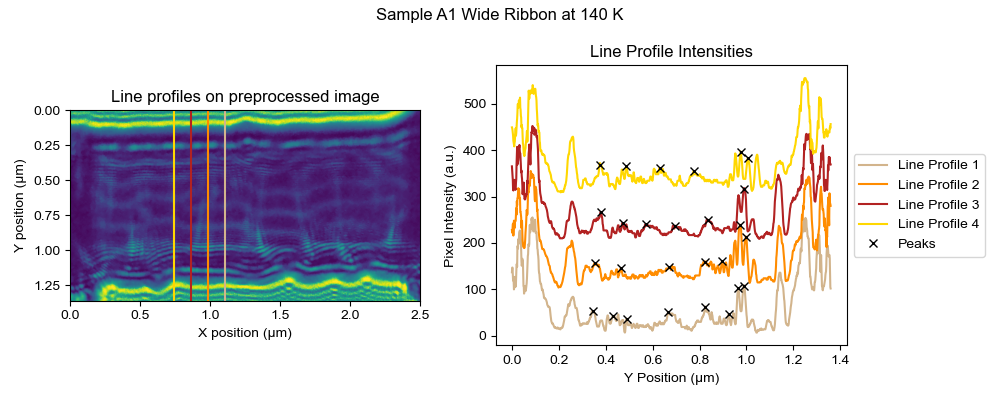 Sample A1 Wide Ribbon at 140 K
Line profiles on preprocessed image
0.00
0.25
0.50
0.75
1.00
1.25
Y position (μm)
0.0 0.5 1.0 1.5 2.0 2.5
X position (μm)
Line Profile Intensities
500
400
300
200
100
0
Pixel Intensity (a.u.)
0.0 0.2 0.4 0.6 0.8 1.0 1.2 1.4
Y Position (μm)
Line Profile 1
Line Profile 2
Line Profile 3
Line Profile 4
Peaks